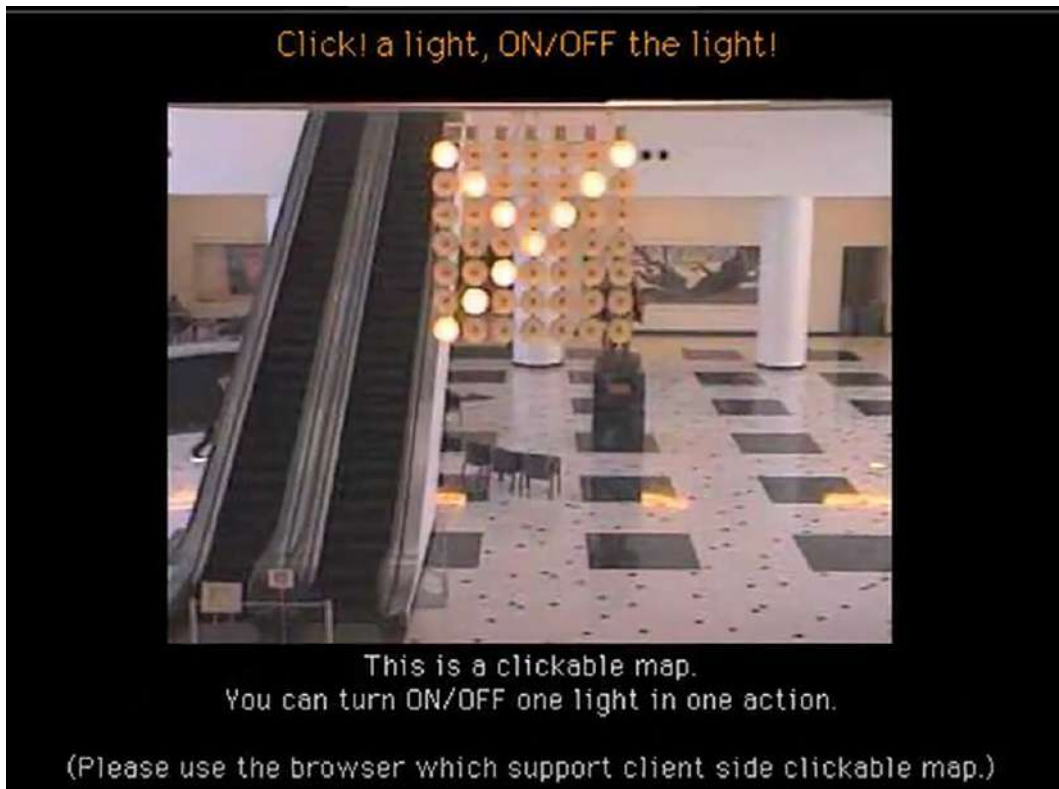 Click! a light, ON/OFF the light!
This is a clickable map.
You can turn ON/OFF one light in one action.
(Please use the browser which support client side clickable map.)